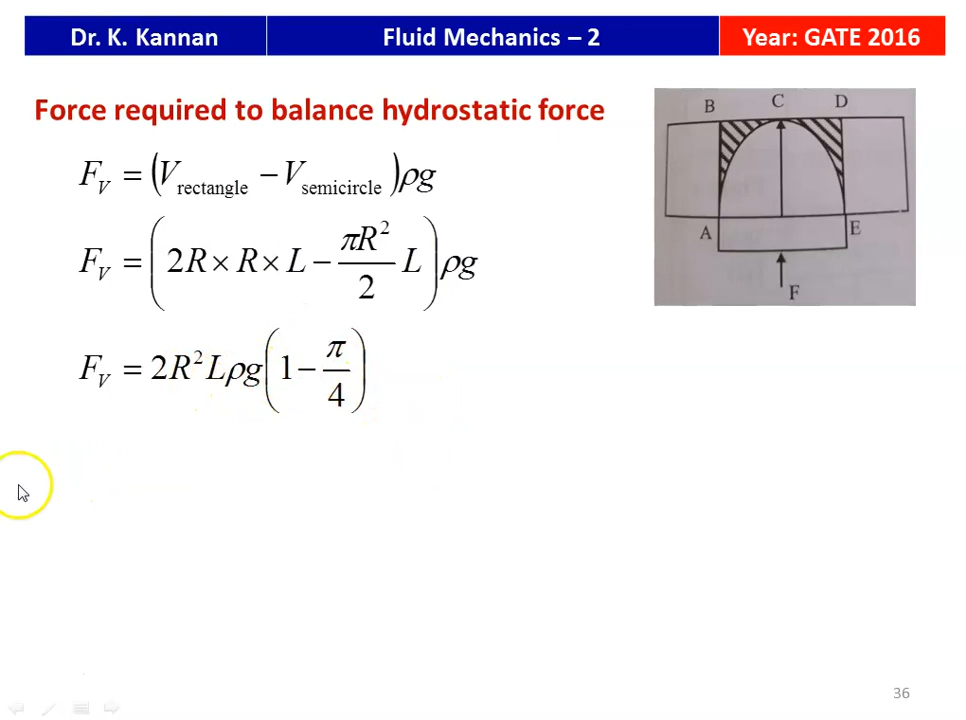 Dr. K. Kannan
Fluid Mechanics – 2
Year: GATE 2016
Force required to balance hydrostatic force
F_V = (V_rectangle − V_semicircle) ρg
F_V = (2R × R × L − πR²/2 L) ρg
F_V = 2R²Lρg (1 − π/4)
B C D
A E
F
36